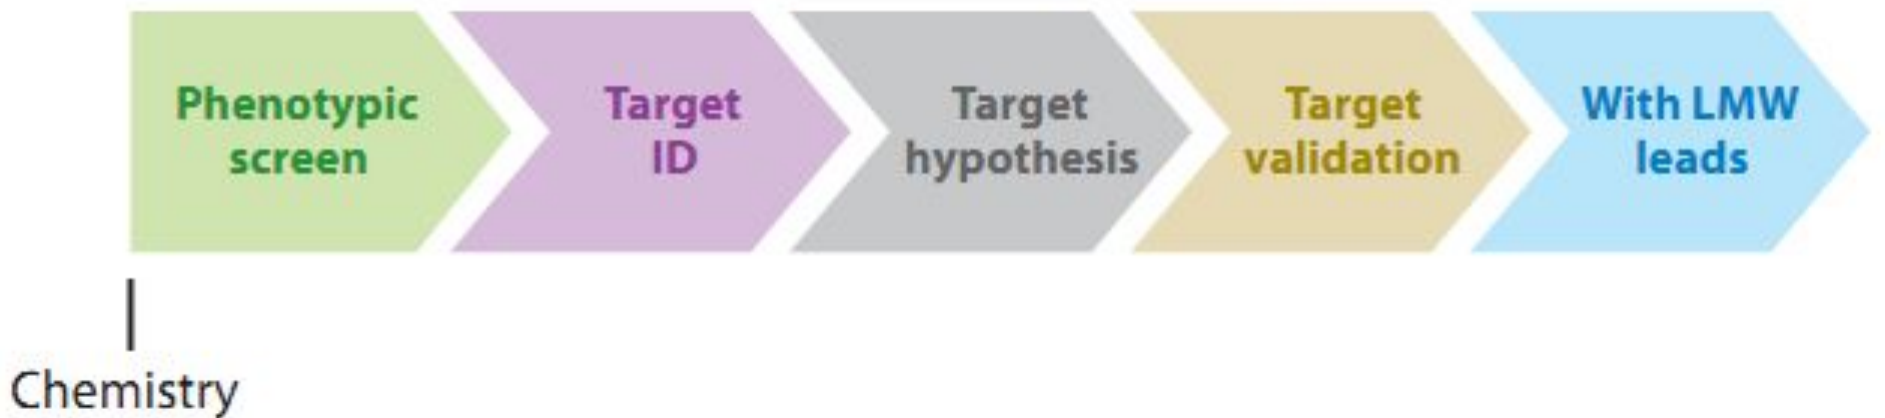 Phenotypic
screen
Target
ID
Target
hypothesis
Target
validation
With LMW
leads
Chemistry